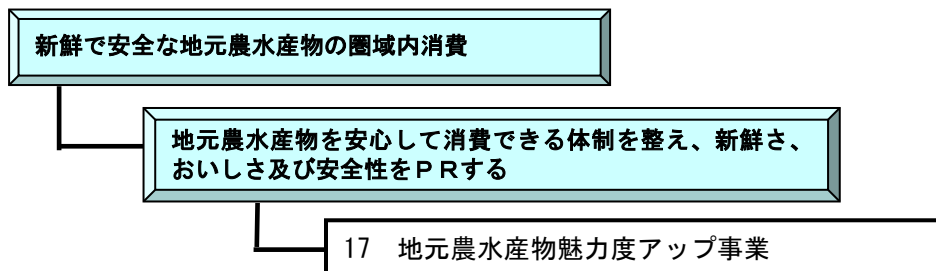 新鮮で安全な地元農水産物の圏域内消費
地元農水産物を安心して消費できる体制を整え、新鮮さ、
おいしさ及び安全性をＰＲする
17　地元農水産物魅力度アップ事業